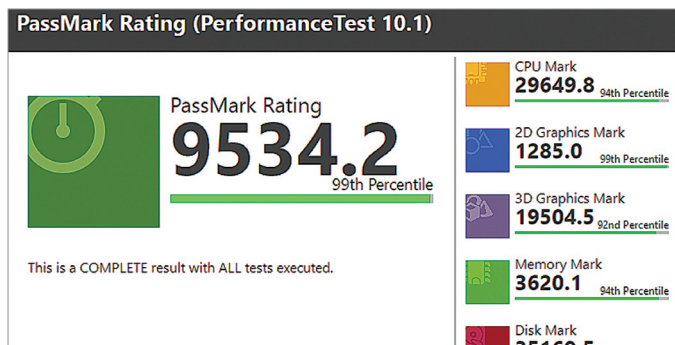 PassMark Rating (PerformanceTest 10.1)
PassMark Rating
9534.2
99th Percentile
This is a COMPLETE result with ALL tests executed.
CPU Mark
29649.8 94th Percentile
2D Graphics Mark
1285.0 99th Percentile
3D Graphics Mark
19504.5 92nd Percentile
Memory Mark
3620.1 94th Percentile
Disk Mark